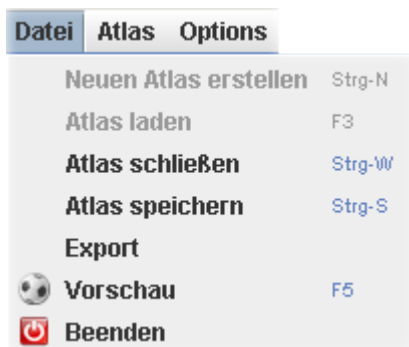 Datei Atlas Options
Neuen Atlas erstellen Strg-N
Atlas laden F3
Atlas schließen Strg-W
Atlas speichern Strg-S
Export
Vorschau F5
Beenden